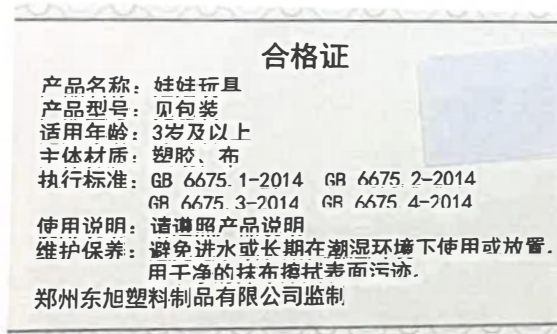 合格证
产品名称：娃娃玩具
产品型号：见包装
适用年龄：3岁及以上
主体材质：塑胶、布
执行标准：GB 6675.1-2014 GB 6675.2-2014
GB 6675.3-2014 GB 6675.4-2014
使用说明：请遵照产品说明
维护保养：避免进水或长期在潮湿环境下使用或放置.
用干净的抹布擦拭表面污迹.
郑州东旭塑料制品有限公司监制